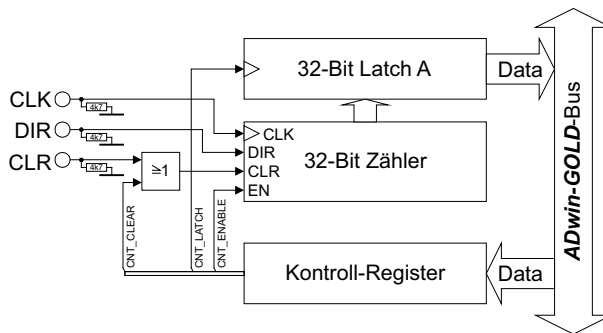 32-Bit Latch A
Data
CLK
4k7
DIR
4k7
CLR
4k7
≥1
CLK
DIR
CLR
EN
32-Bit Zähler
CNT_CLEAR
CNT_LATCH
CNT_ENABLE
Kontroll-Register
Data
ADwin-GOLD-Bus